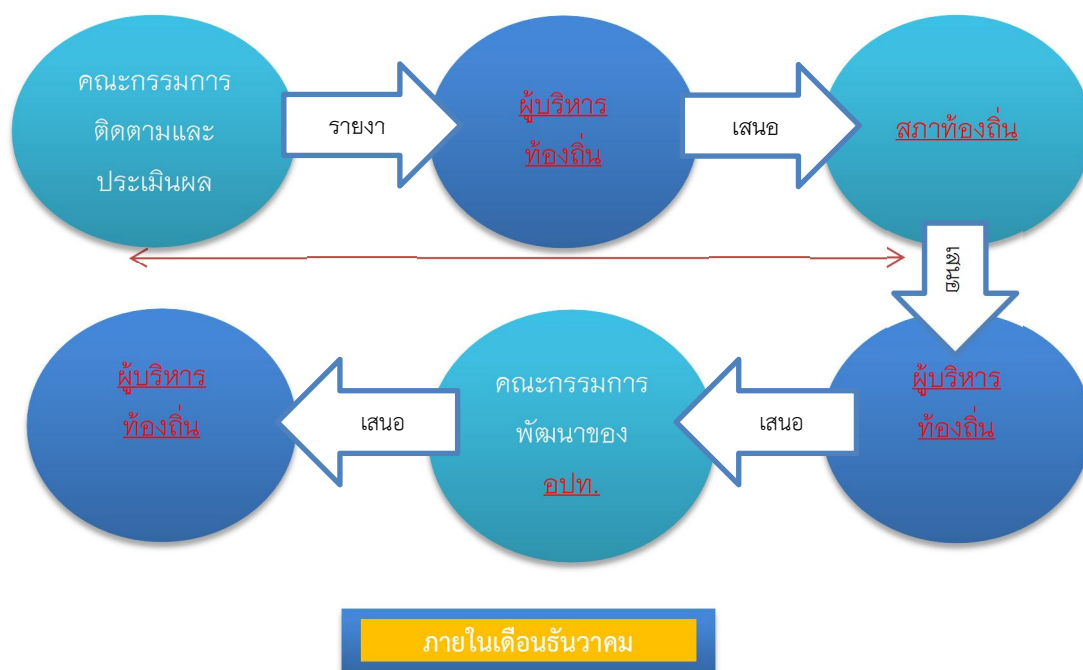 คณะกรรมการ
ติดตามและ
ประเมินผล
รายงา
ผู้บริหาร
ท้องถิ่น
เสนอ
สภาท้องถิ่น
เสนอ
ผู้บริหาร
ท้องถิ่น
เสนอ
คณะกรรมการ
พัฒนาของ
อปท.
เสนอ
ผู้บริหาร
ท้องถิ่น
ภายในเดือนธันวาคม